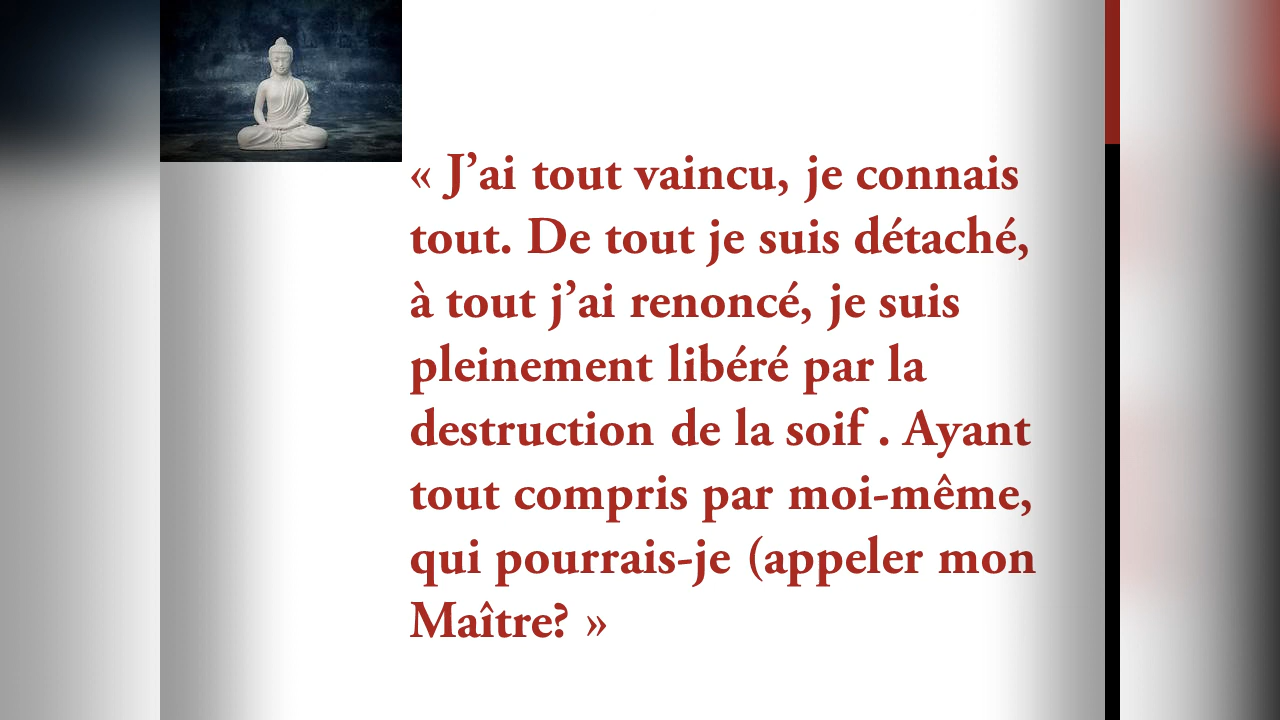 « J’ai tout vaincu, je connais
tout. De tout je suis détaché,
à tout j’ai renoncé, je suis
pleinement libéré par la
destruction de la soif . Ayant
tout compris par moi-même,
qui pourrais-je (appeler mon
Maître? »